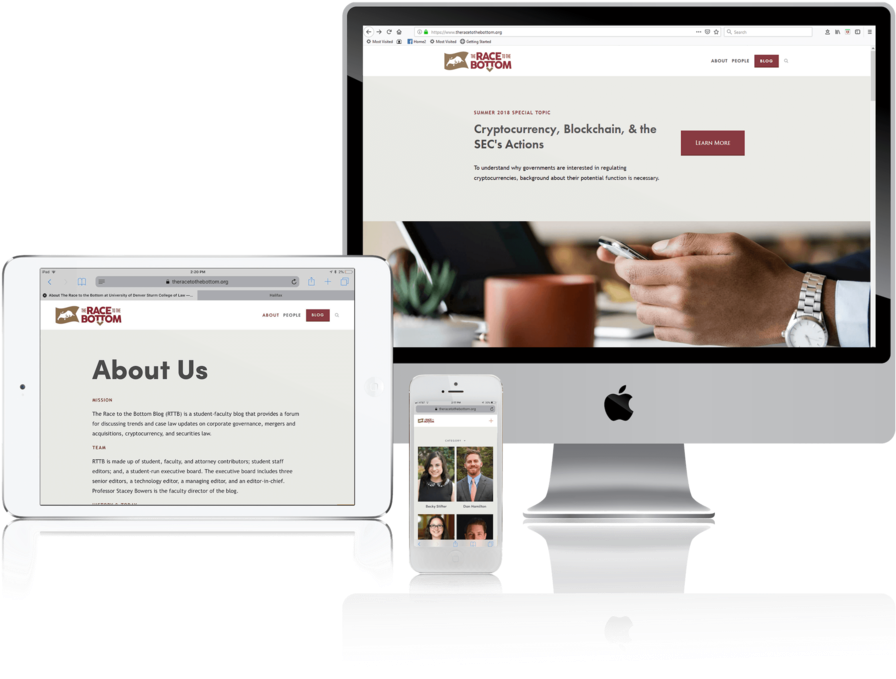 https://www.theracetothebottom.org
Search
Most Visited
Home2
Most Visited
Getting Started
THE RACE TO THE
BOTTOM
ABOUT PEOPLE BLOG
SUMMER 2018 SPECIAL TOPIC
Cryptocurrency, Blockchain, & the
SEC's Actions
LEARN MORE
To understand why governments are interested in regulating
cryptocurrencies, background about their potential function is necessary.
iPad 2:20 PM
theracetothebottom.org
About The Race to the Bottom at University of Denver Sturm College of Law —...
THE RACE TO THE
BOTTOM
ABOUT PEOPLE BLOG
About Us
MISSION
The Race to the Bottom Blog (RTTB) is a student-faculty blog that provides a forum
for discussing trends and case law updates on corporate governance, mergers and
acquisitions, cryptocurrency, and securities law.
TEAM
RTTB is made up of student, faculty, and attorney contributors; student staff
editors; and, a student-run executive board. The executive board includes three
senior editors, a technology editor, a managing editor, and an editor-in-chief.
Professor Stacey Bowers is the faculty director of the blog.
theracetothebottom.org
CATEGORY